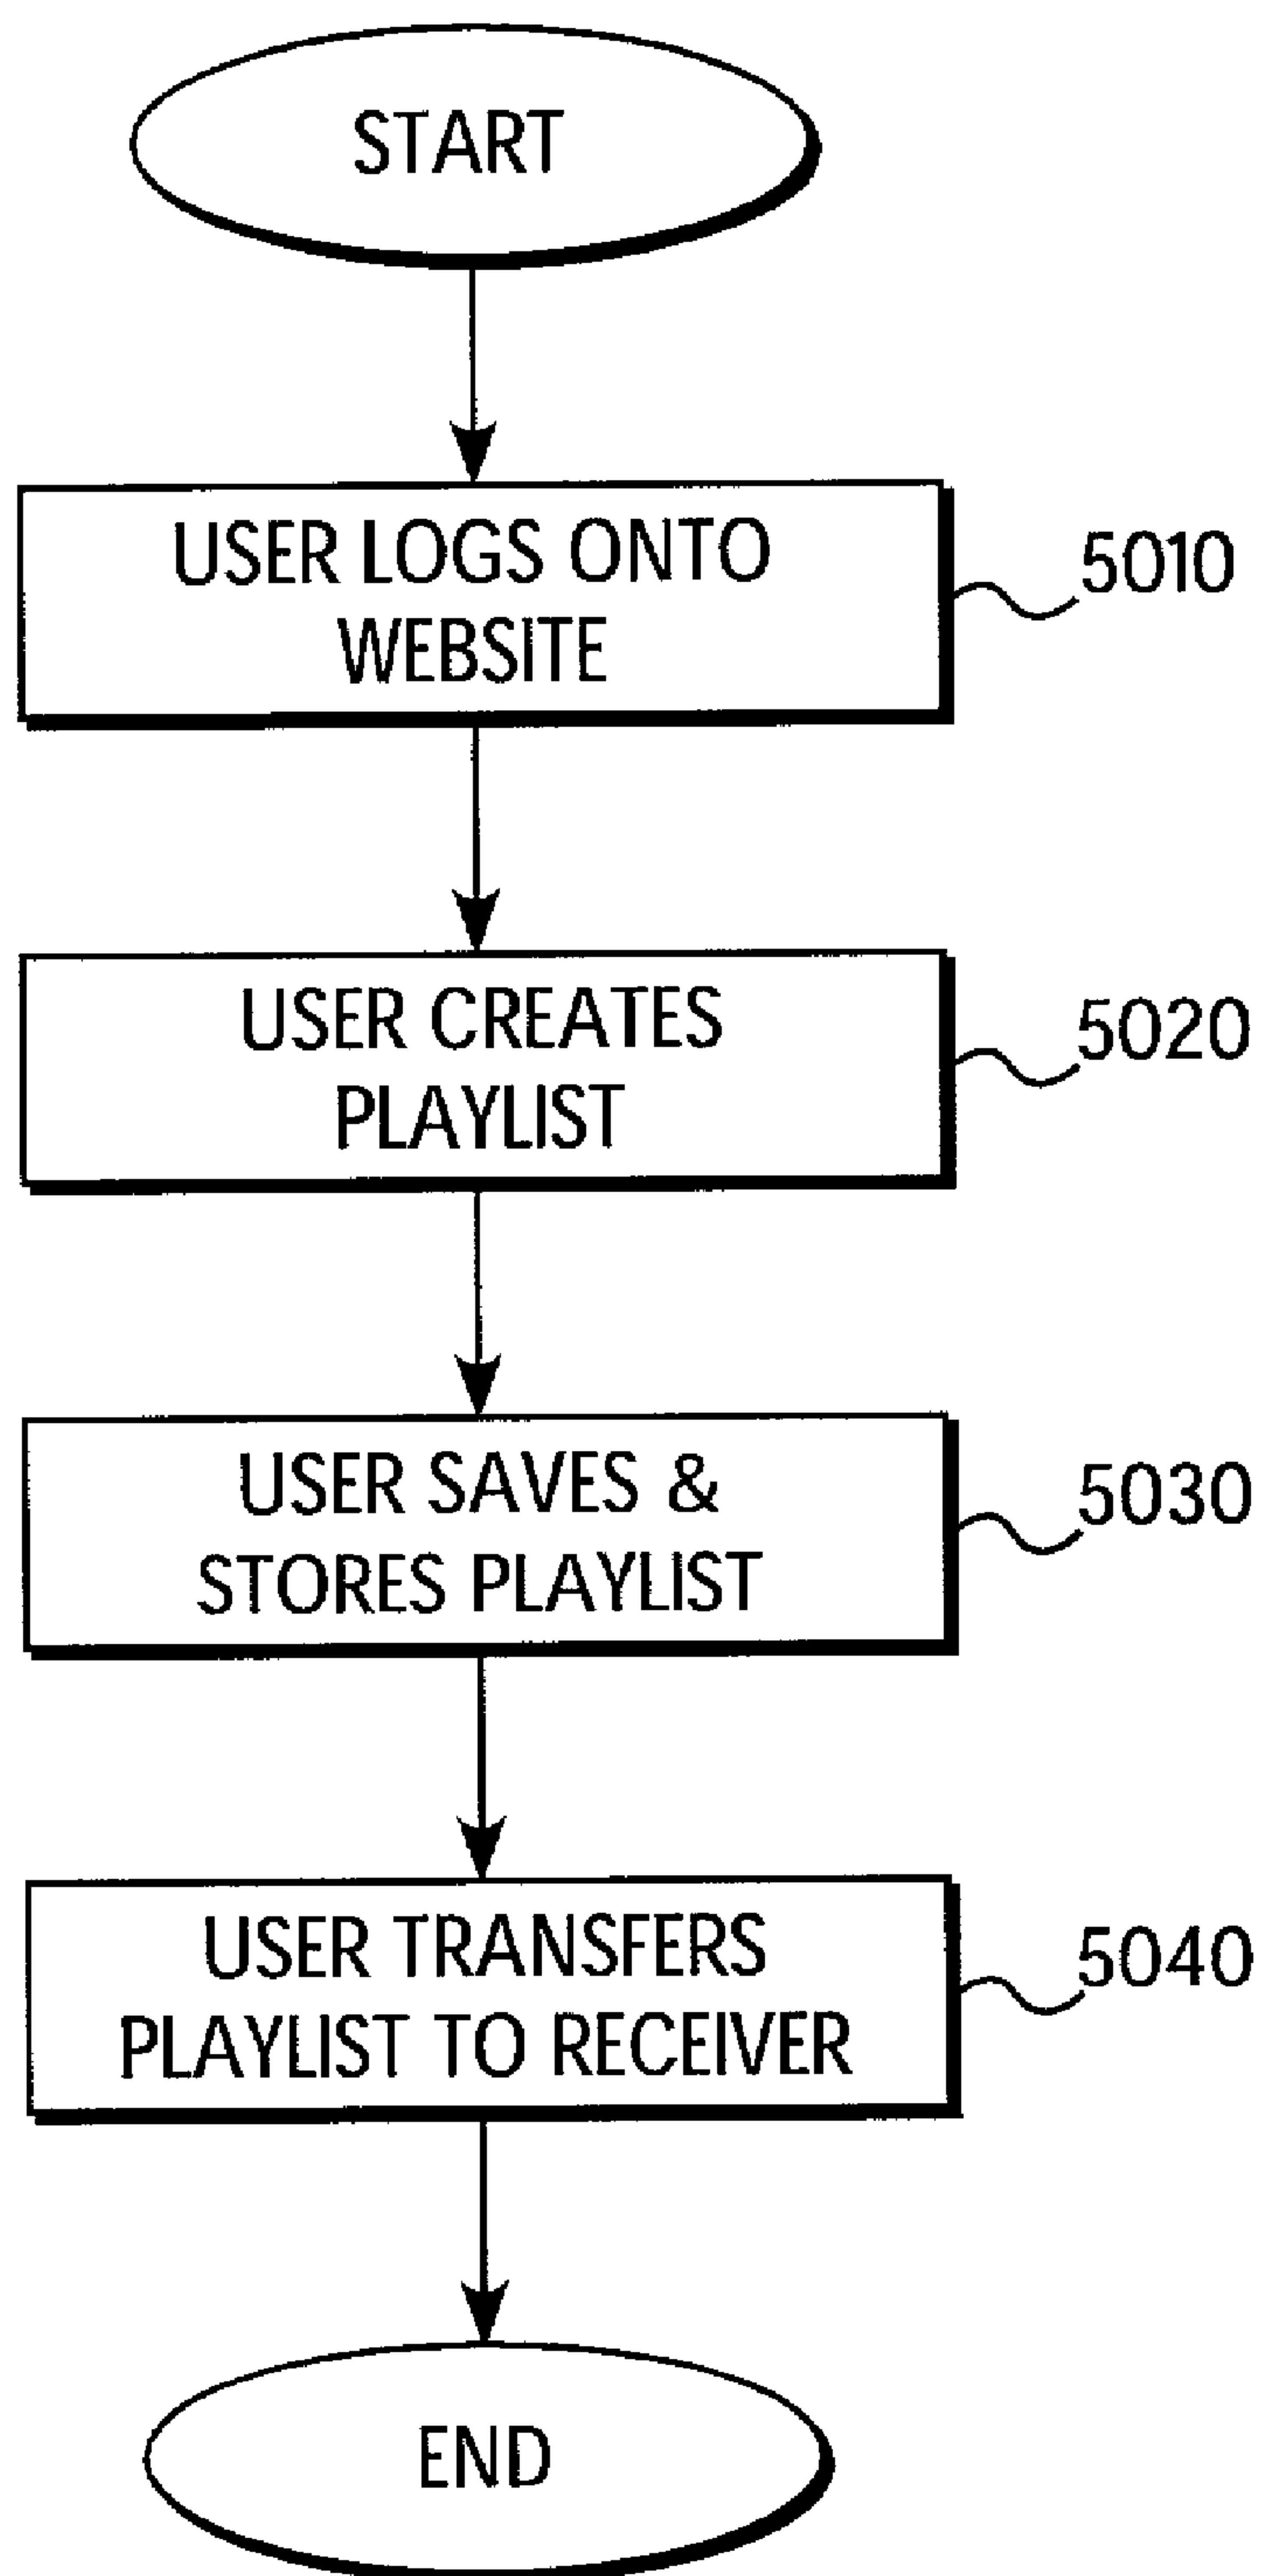 START
USER LOGS ONTO
WEBSITE
5010
USER CREATES
PLAYLIST
5020
USER SAVES &
STORES PLAYLIST
5030
USER TRANSFERS
PLAYLIST TO RECEIVER
5040
END